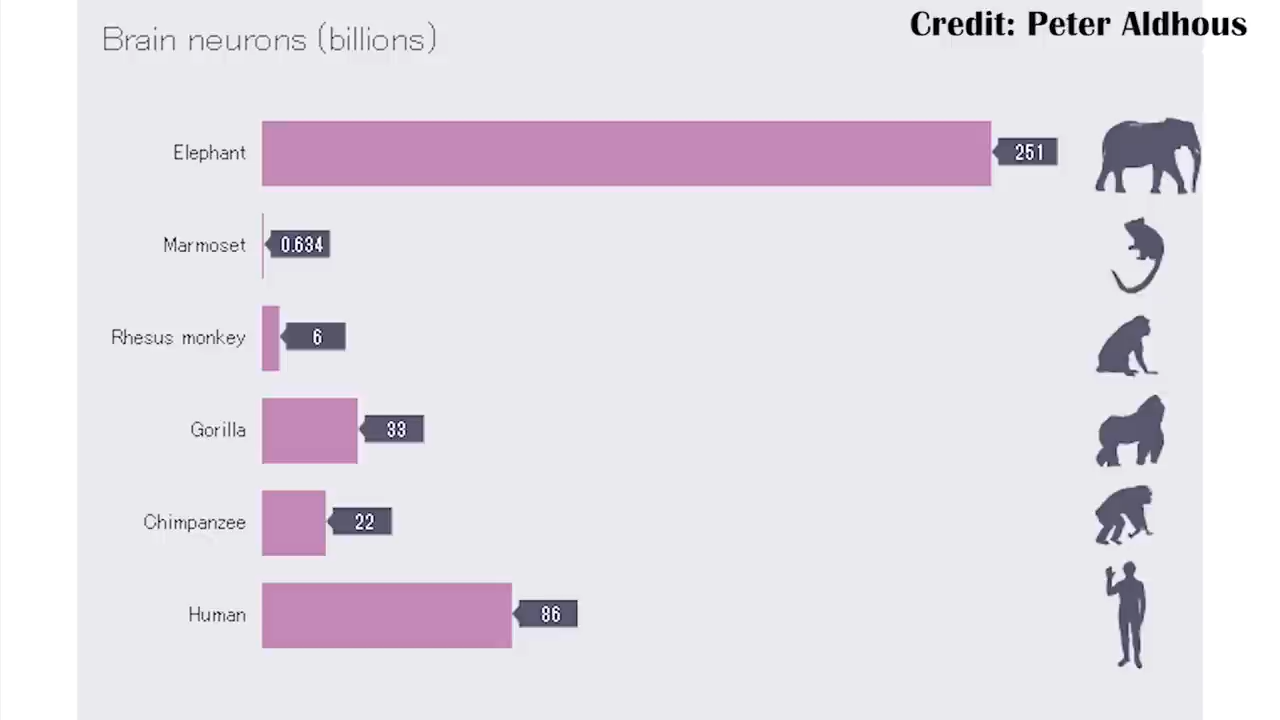 Credit: Peter Aldhous
Brain neurons (billions)
Elephant 251
Marmoset 0.634
Rhesus monkey 6
Gorilla 33
Chimpanzee 22
Human 86